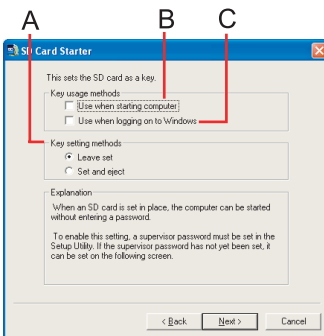 A B C
SD Card Starter
This sets the SD card as a key.
Key usage methods
Use when starting computer
Use when logging on to Windows
Key setting methods
Leave set
Set and eject
Explanation
When an SD card is set in place, the computer can be started
without entering a password.
To enable this setting, a supervisor password must be set in the
Setup Utility. If the supervisor password has not yet been set, it
can be set on the following screen.
< Back Next > Cancel